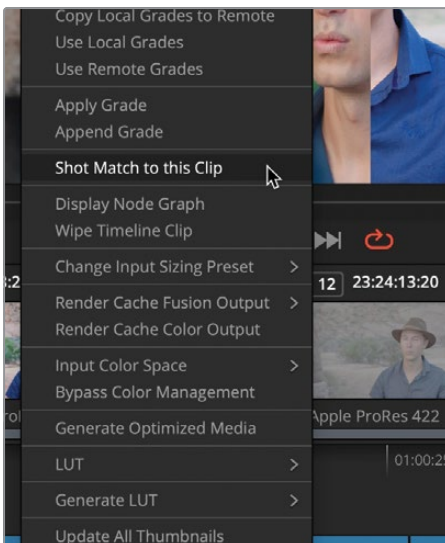 Copy Local Grades to Remote
Use Local Grades
Use Remote Grades
Apply Grade
Append Grade
Shot Match to this Clip
Display Node Graph
Wipe Timeline Clip
Change Input Sizing Preset >
12 23:24:13:20
Render Cache Fusion Output >
Render Cache Color Output
Input Color Space >
Bypass Color Management
Apple ProRes 422
Generate Optimized Media
LUT >
Generate LUT >
Update All Thumbnails